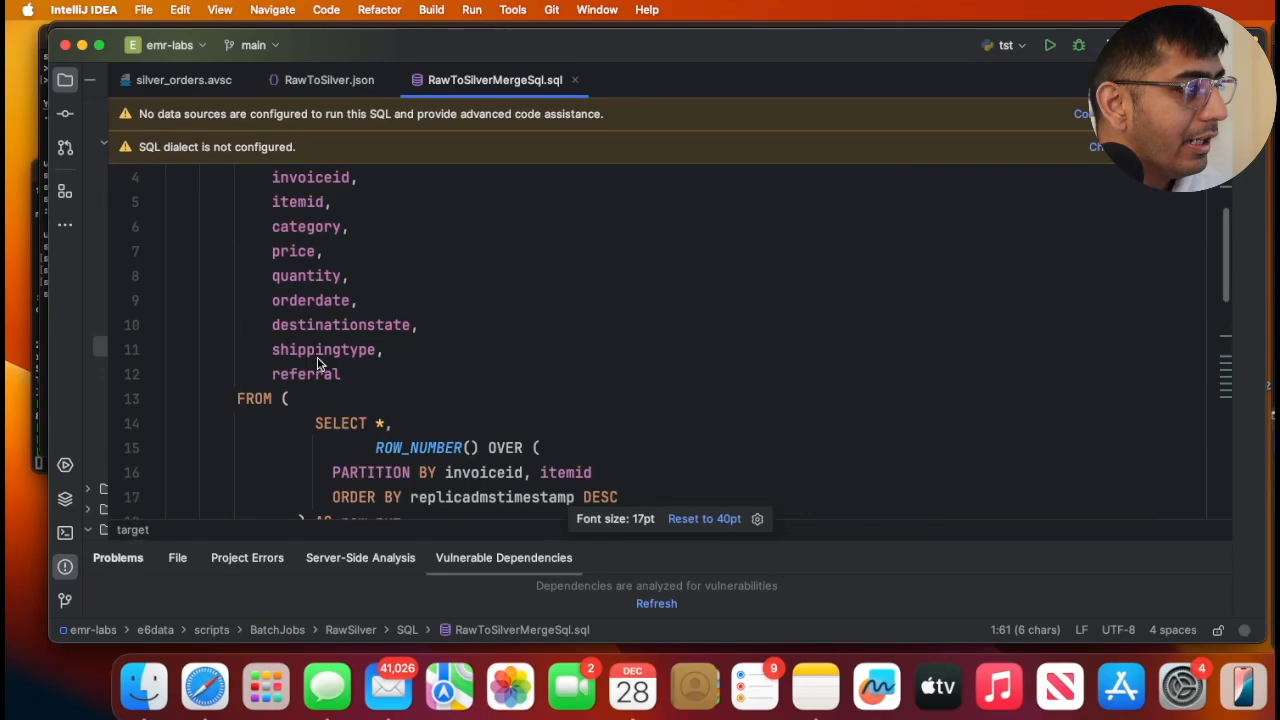 IntelliJ IDEA File Edit View Navigate Code Refactor Build Run Tools Git Window Help
E emr-labs main tst
silver_orders.avsc RawToSilver.json RawToSilverMergeSql.sql
No data sources are configured to run this SQL and provide advanced code assistance.
SQL dialect is not configured.
4 invoiceid,
5 itemid,
6 category,
7 price,
8 quantity,
9 orderdate,
10 destinationstate,
11 shippingtype,
12 referral
13 FROM (
14 SELECT *,
15 ROW_NUMBER() OVER (
16 PARTITION BY invoiceid, itemid
17 ORDER BY replicadmstimestamp DESC
Font size: 17pt Reset to 40pt
target
Problems File Project Errors Server-Side Analysis Vulnerable Dependencies
Dependencies are analyzed for vulnerabilities
Refresh
emr-labs > e6data > scripts > BatchJobs > RawSilver > SQL > RawToSilverMergeSql.sql 1:61 (6 chars) LF UTF-8 4 spaces
41,026 2 DEC 9 4
28 tv